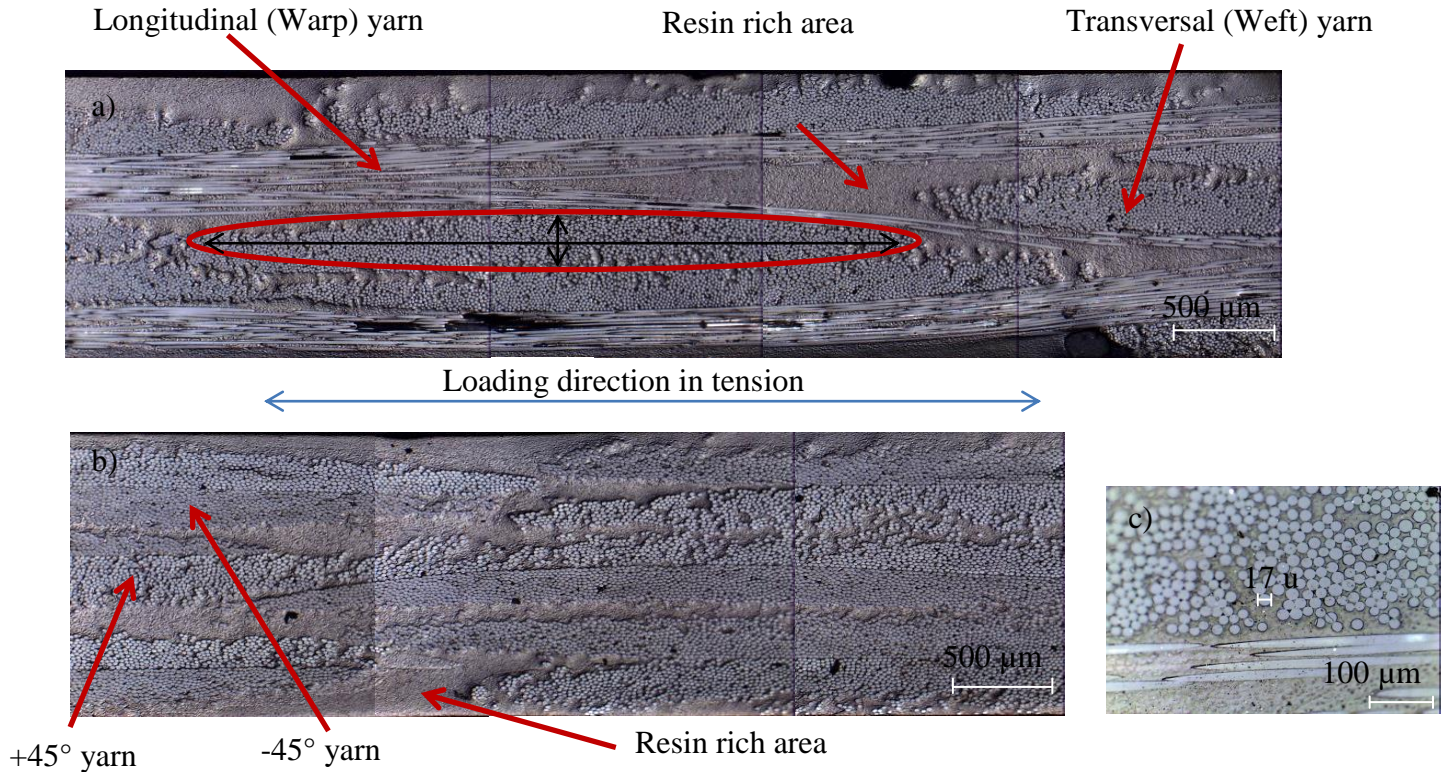 Longitudinal (Warp) yarn
Resin rich area
Transversal (Weft) yarn
a)
500 µm
Loading direction in tension
b)
500 µm
c)
17 u
100 µm
+45° yarn
-45° yarn
Resin rich area